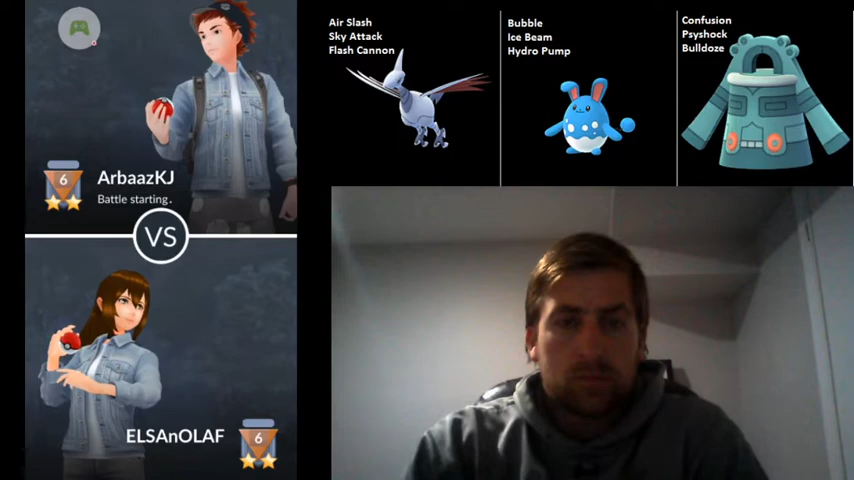 Air Slash
Sky Attack
Flash Cannon
Bubble
Ice Beam
Hydro Pump
Confusion
Psyshock
Bulldoze
6
ArbaazKJ
Battle starting.
VS
ELSAnOLAF
6